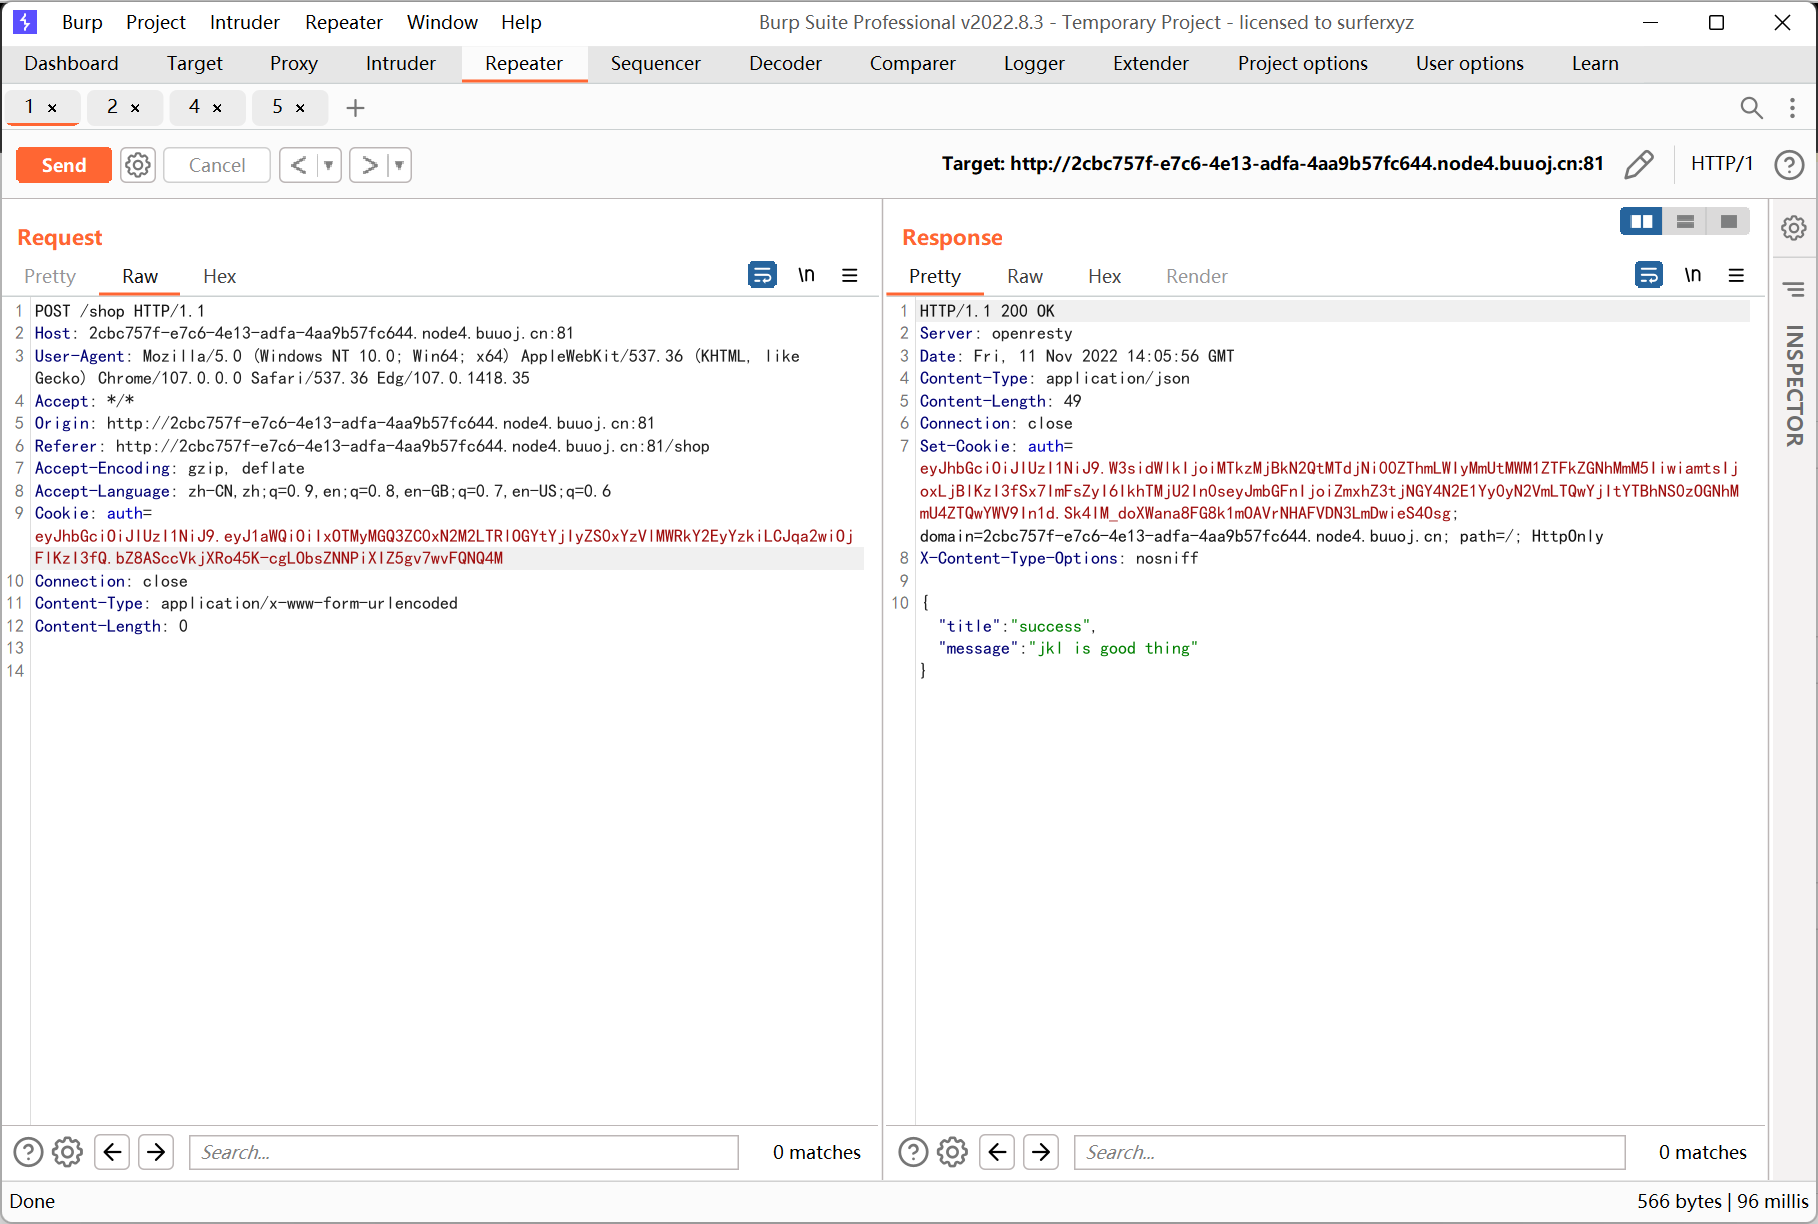 Burp Project Intruder Repeater Window Help Burp Suite Professional v2022.8.3 - Temporary Project - licensed to surferxyz
Dashboard Target Proxy Intruder Repeater Sequencer Decoder Comparer Logger Extender Project options User options Learn
1 × 2 × 4 × 5 ×
Send Cancel < > Target: http://2cbc757f-e7c6-4e13-adfa-4aa9b57fc644.node4.buuoj.cn:81 HTTP/1
Request
Pretty Raw Hex \n
1 POST /shop HTTP/1.1
2 Host: 2cbc757f-e7c6-4e13-adfa-4aa9b57fc644.node4.buuoj.cn:81
3 User-Agent: Mozilla/5.0 (Windows NT 10.0; Win64; x64) AppleWebKit/537.36 (KHTML, like
Gecko) Chrome/107.0.0.0 Safari/537.36 Edg/107.0.1418.35
4 Accept: */*
5 Origin: http://2cbc757f-e7c6-4e13-adfa-4aa9b57fc644.node4.buuoj.cn:81
6 Referer: http://2cbc757f-e7c6-4e13-adfa-4aa9b57fc644.node4.buuoj.cn:81/shop
7 Accept-Encoding: gzip, deflate
8 Accept-Language: zh-CN,zh;q=0.9,en;q=0.8,en-GB;q=0.7,en-US;q=0.6
9 Cookie: auth=
10 Connection: close
11 Content-Type: application/x-www-form-urlencoded
12 Content-Length: 0
13
14
Search... 0 matches
Response
Pretty Raw Hex Render \n
1 HTTP/1.1 200 OK
2 Server: openresty
3 Date: Fri, 11 Nov 2022 14:05:56 GMT
4 Content-Type: application/json
5 Content-Length: 49
6 Connection: close
7 Set-Cookie: auth=
domain=2cbc757f-e7c6-4e13-adfa-4aa9b57fc644.node4.buuoj.cn; path=/; HttpOnly
8 X-Content-Type-Options: nosniff
9
10 {
"title":"success",
"message":"jkl is good thing"
}
Search... 0 matches
INSPECTOR
Done 566 bytes | 96 millis